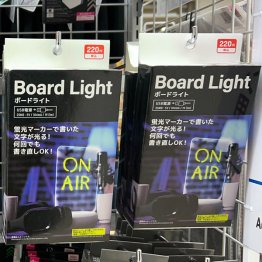 220円
Board Light
ボードライト
USB電源
蛍光マーカーで書いた
文字が光る!
何回でも
書き直しOK!
ON
AIR
220円
Board Light
ボードライト
USB電源
蛍光マーカーで書いた
文字が光る!
何回でも
書き直しOK!
ON
AIR